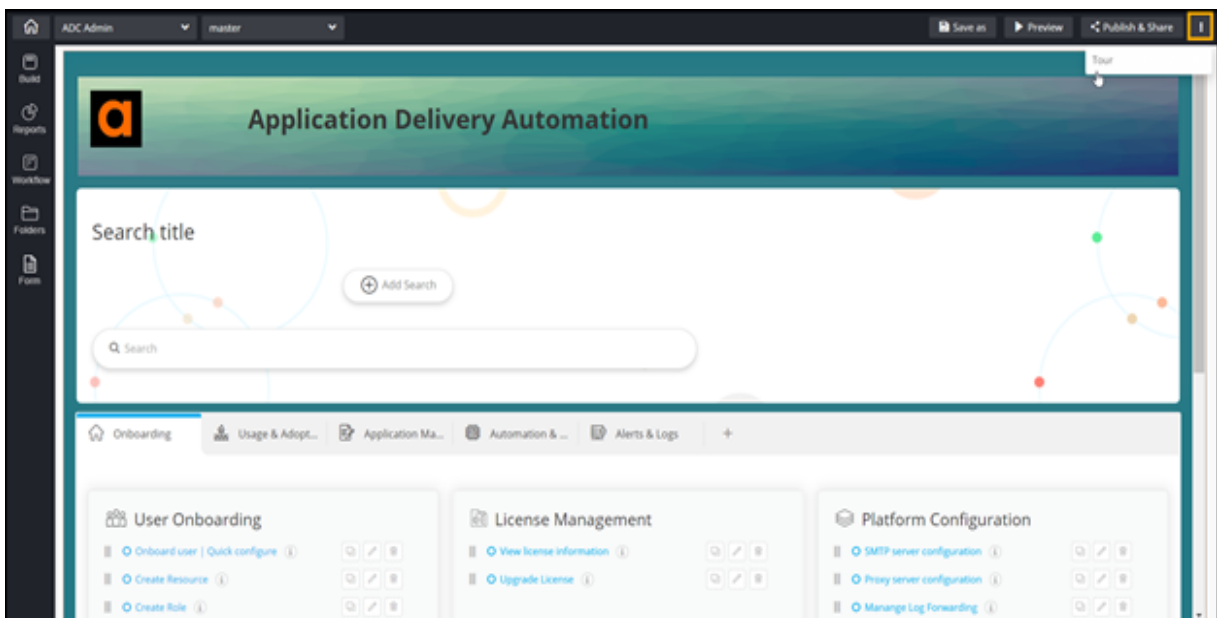 ADC Admin master Save as Preview Publish & Share
Tour
Build
Reports
Workflow
Folders
Form
a
Application Delivery Automation
Search title
Add Search
Search
Onboarding Usage & Adopt... Application Ma... Automation & ... Alerts & Logs +
User Onboarding
Onboard user | Quick configure
Create Resource
Create Role
License Management
View license information
Upgrade License
Platform Configuration
SMTP server configuration
Proxy server configuration
Manange Log Forwarding